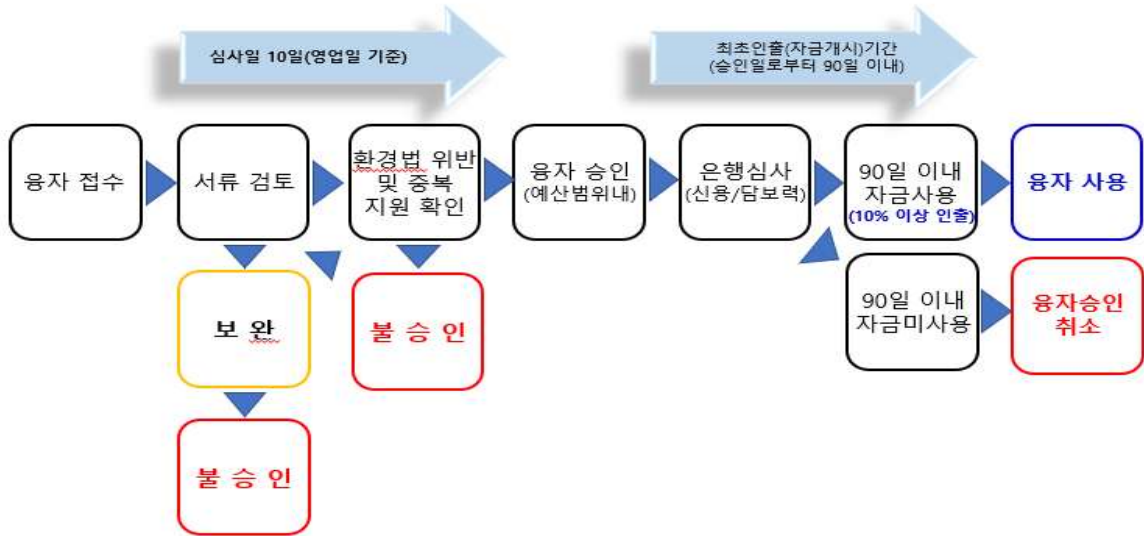 심사일 10일(영업일 기준)
최초인출(자금개시)기간
(승인일로부터 90일 이내)
융자 접수
서류 검토
환경법 위반
및 중복
지원 확인
융자 승인
(예산범위내)
은행심사
(신용/담보력)
90일 이내
자금사용
(10% 이상 인출)
융자 사용
보 완
불 승 인
90일 이내
자금미사용
융자승인
취소
불 승 인